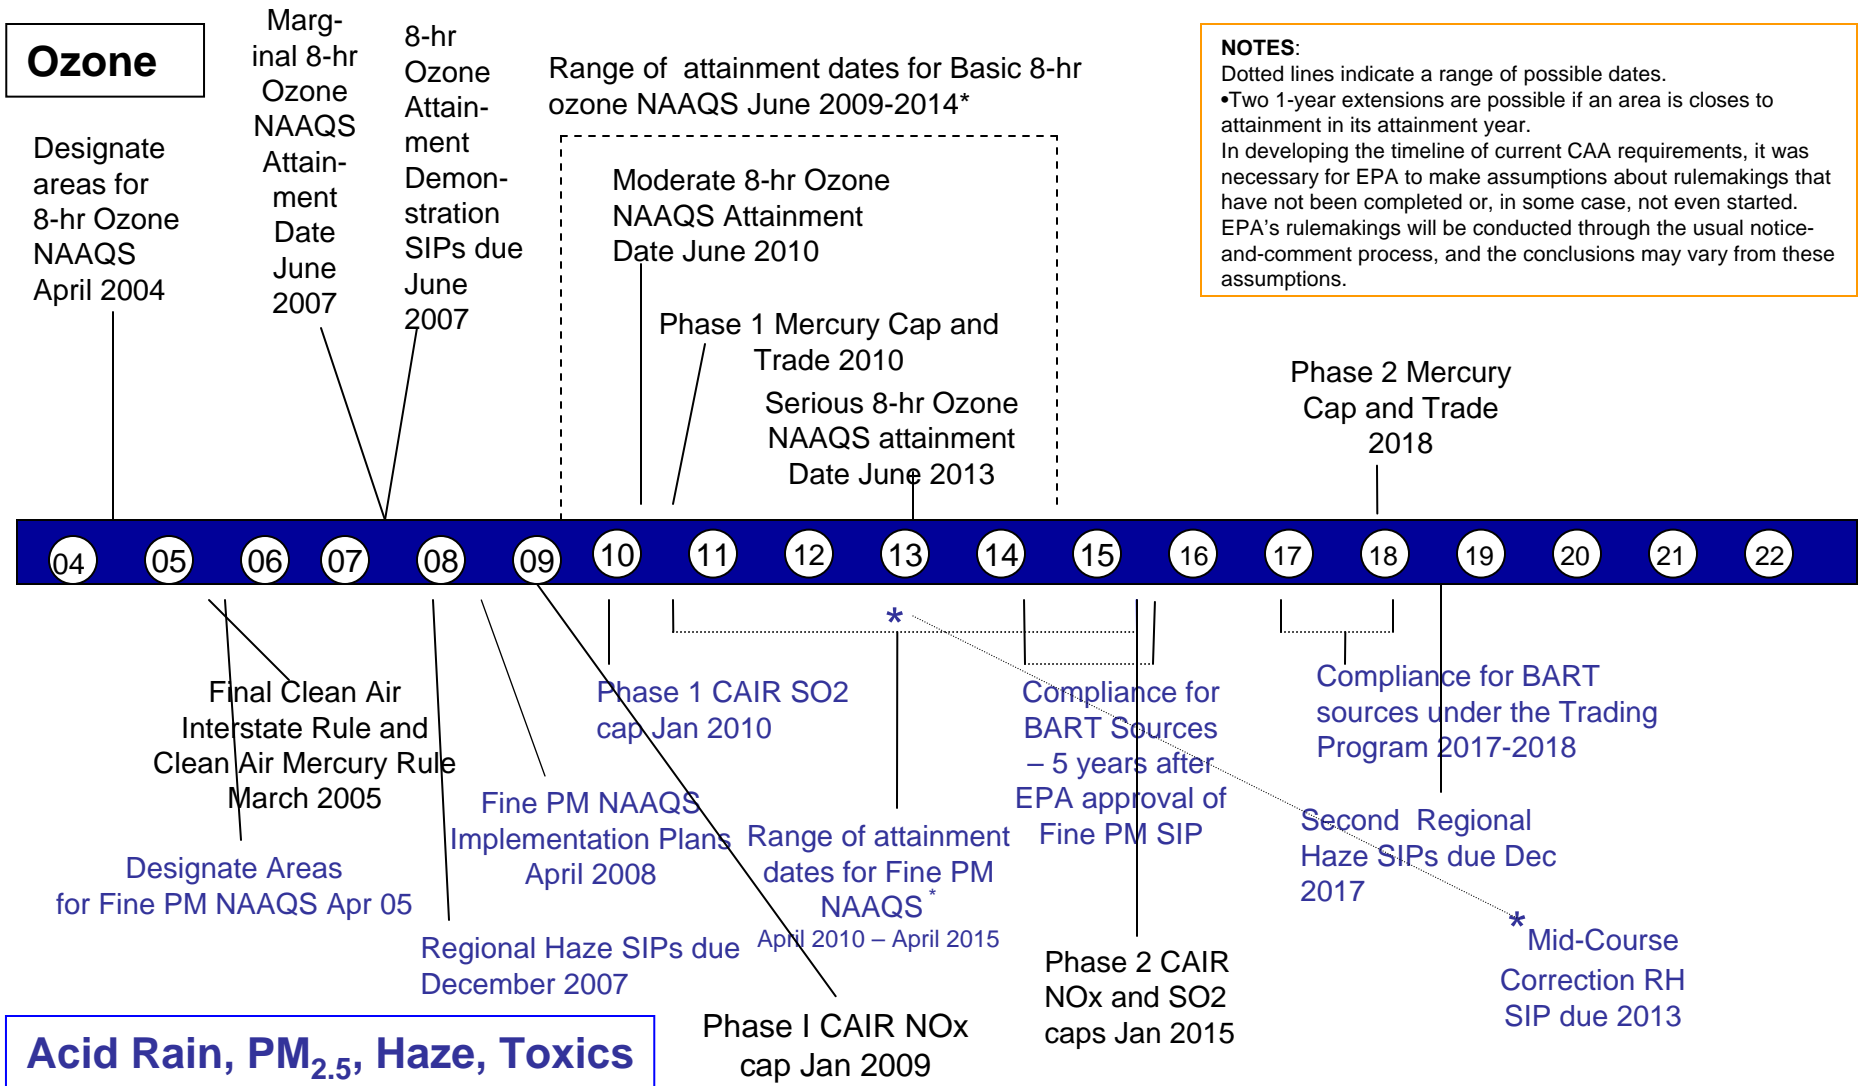 Ozone
Designate
areas for
8-hr Ozone
NAAQS
April 2004
Marg-
inal 8-hr
Ozone
NAAQS
Attain-
ment
Date
June
2007
8-hr
Ozone
Attain-
ment
Demon-
stration
SIPs due
June
2007
Range of attainment dates for Basic 8-hr
ozone NAAQS June 2009-2014*
Moderate 8-hr Ozone
NAAQS Attainment
Date June 2010
Phase 1 Mercury Cap and
Trade 2010
Serious 8-hr Ozone
NAAQS attainment
Date June 2013
NOTES:
Dotted lines indicate a range of possible dates.
•Two 1-year extensions are possible if an area is closes to
attainment in its attainment year.
In developing the timeline of current CAA requirements, it was
necessary for EPA to make assumptions about rulemakings that
have not been completed or, in some case, not even started.
EPA's rulemakings will be conducted through the usual notice-
and-comment process, and the conclusions may vary from these
assumptions.
Phase 2 Mercury
Cap and Trade
2018
04 05 06 07 08 09 10 11 12 13 14 15 16 17 18 19 20 21 22
*
Final Clean Air
Interstate Rule and
Clean Air Mercury Rule
March 2005
Designate Areas
for Fine PM NAAQS Apr 05
Fine PM NAAQS
Implementation Plans
April 2008
Regional Haze SIPs due
December 2007
Phase 1 CAIR SO2
cap Jan 2010
Range of attainment
dates for Fine PM
NAAQS*
April 2010 – April 2015
Phase I CAIR NOx
cap Jan 2009
Compliance for
BART Sources
– 5 years after
EPA approval of
Fine PM SIP
Phase 2 CAIR
NOx and SO2
caps Jan 2015
Compliance for BART
sources under the Trading
Program 2017-2018
Second Regional
Haze SIPs due Dec
2017
*
Mid-Course
Correction RH
SIP due 2013
Acid Rain, PM2.5, Haze, Toxics